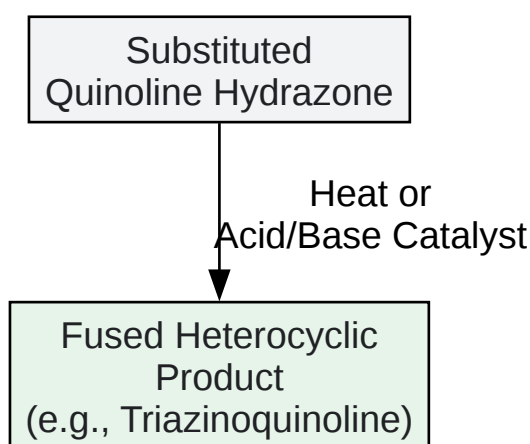 Substituted
Quinoline Hydrazone
Heat or
Acid/Base Catalyst
Fused Heterocyclic
Product
(e.g., Triazinoquinoline)